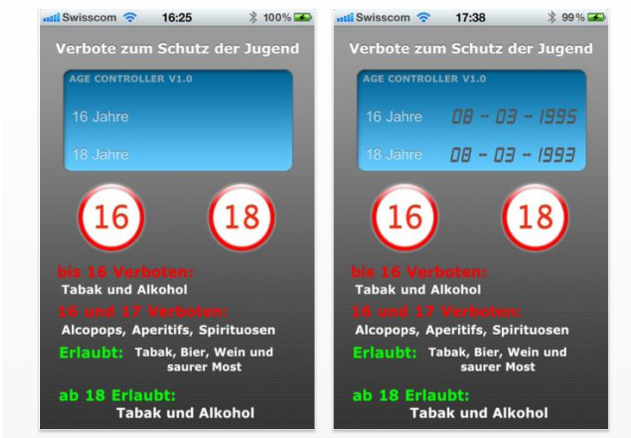 Swisscom 16:25 100%
Verbote zum Schutz der Jugend
AGE CONTROLLER V1.0
16 Jahre
18 Jahre
16 18
bis 16 Verboten:
Tabak und Alkohol
16 und 17 Verboten:
Alcopops, Aperitifs, Spirituosen
Erlaubt: Tabak, Bier, Wein und
saurer Most
ab 18 Erlaubt:
Tabak und Alkohol
Swisscom 17:38 99%
Verbote zum Schutz der Jugend
AGE CONTROLLER V1.0
16 Jahre 08 - 03 - 1995
18 Jahre 08 - 03 - 1993
16 18
bis 16 Verboten:
Tabak und Alkohol
16 und 17 Verboten:
Alcopops, Aperitifs, Spirituosen
Erlaubt: Tabak, Bier, Wein und
saurer Most
ab 18 Erlaubt:
Tabak und Alkohol